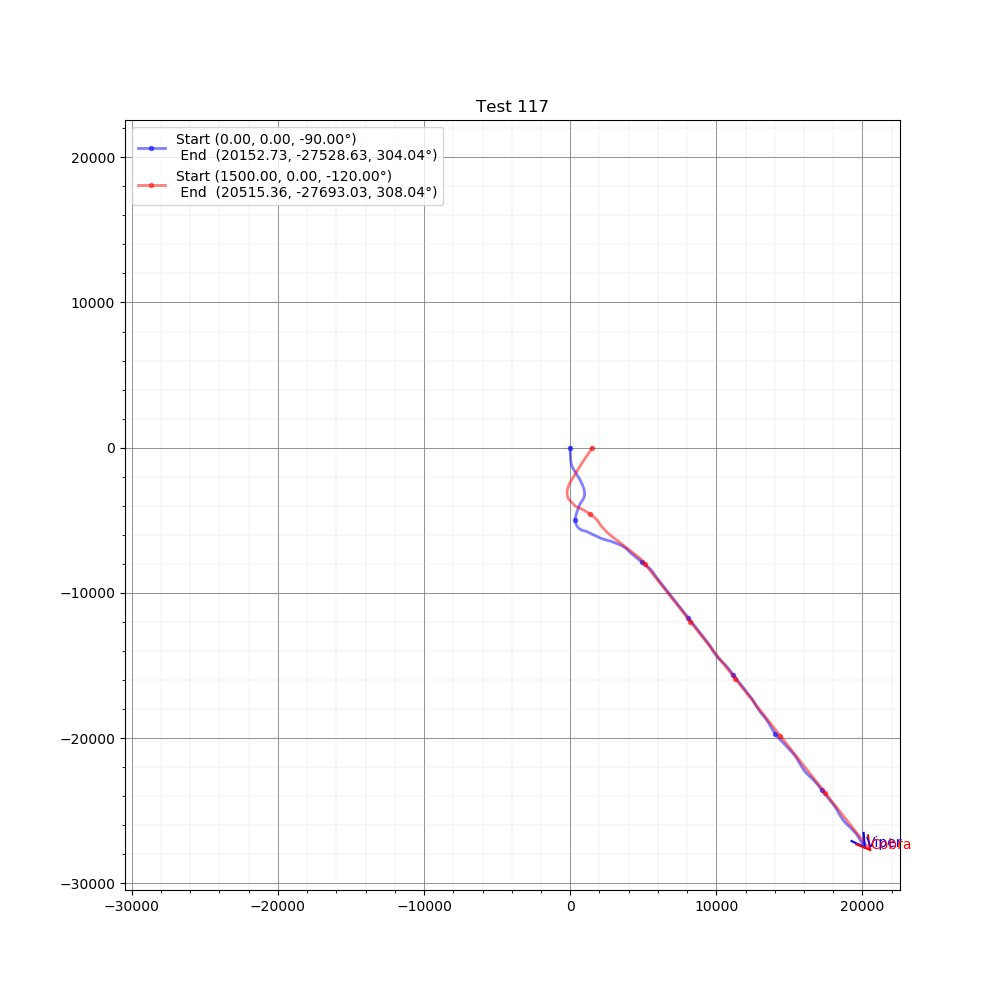 Test 117
Start (0.00, 0.00, -90.00°)
End (20152.73, -27528.63, 304.04°)
Start (1500.00, 0.00, -120.00°)
End (20515.36, -27693.03, 308.04°)
20000
10000
0
−10000
−20000
−30000
Viper
Cobra
−30000
−20000
−10000
0
10000
20000